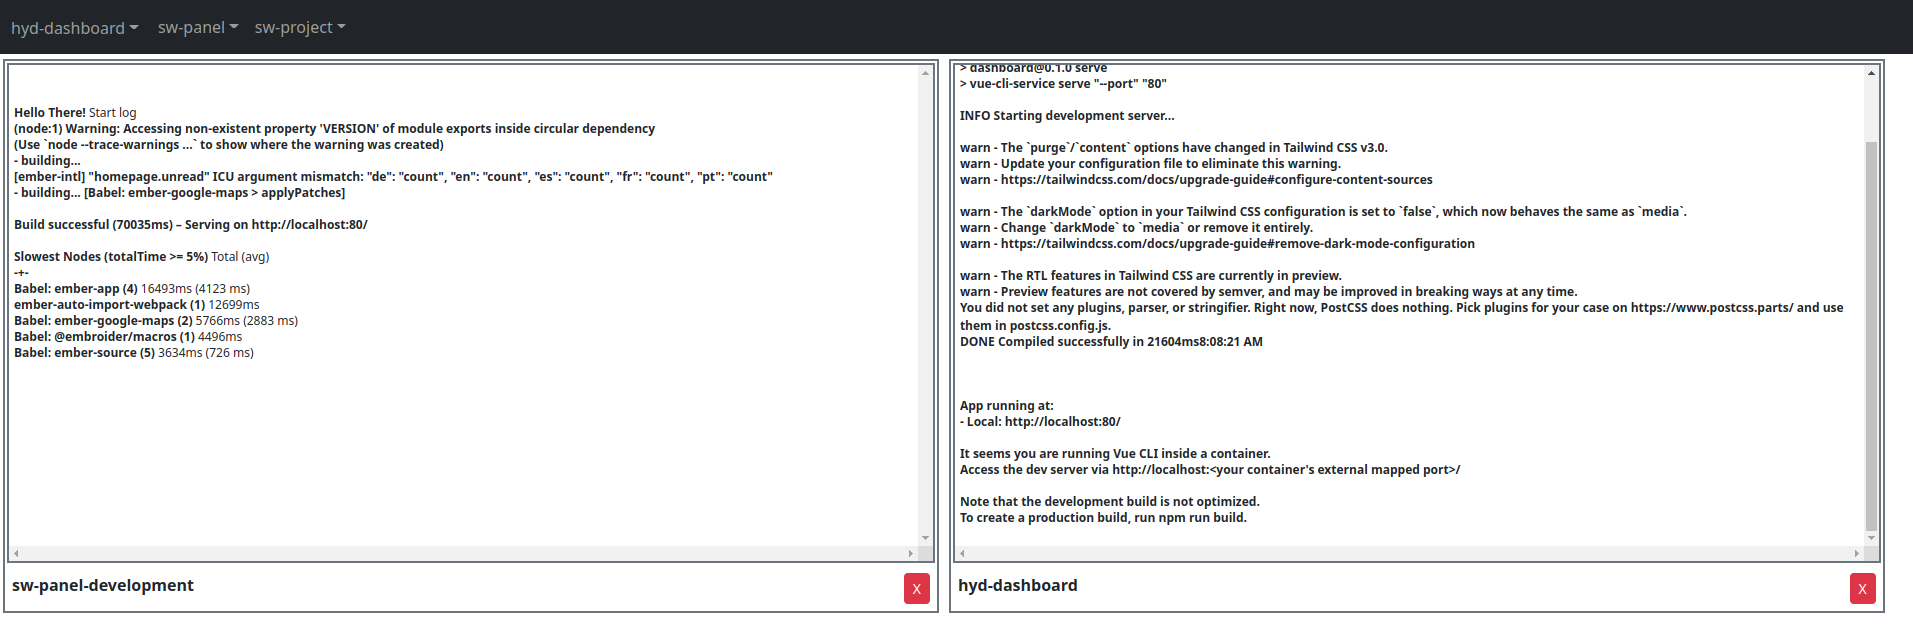 hyd-dashboard sw-panel sw-project
Hello There! Start log
(node:1) Warning: Accessing non-existent property 'VERSION' of module exports inside circular dependency
(Use `node --trace-warnings ...` to show where the warning was created)
- building...
[ember-intl] "homepage.unread" ICU argument mismatch: "de": "count", "en": "count", "es": "count", "fr": "count", "pt": "count"
- building... [Babel: ember-google-maps > applyPatches]
Build successful (70035ms) – Serving on http://localhost:80/
Slowest Nodes (totalTime >= 5%) Total (avg)
-+-
Babel: ember-app (4) 16493ms (4123 ms)
ember-auto-import-webpack (1) 12699ms
Babel: ember-google-maps (2) 5766ms (2883 ms)
Babel: @embroider/macros (1) 4496ms
Babel: ember-source (5) 3634ms (726 ms)
sw-panel-development X
> dashboard@0.1.0 serve
> vue-cli-service serve "--port" "80"
INFO Starting development server...
warn - The `purge`/`content` options have changed in Tailwind CSS v3.0.
warn - Update your configuration file to eliminate this warning.
warn - https://tailwindcss.com/docs/upgrade-guide#configure-content-sources
warn - The `darkMode` option in your Tailwind CSS configuration is set to `false`, which now behaves the same as `media`.
warn - Change `darkMode` to `media` or remove it entirely.
warn - https://tailwindcss.com/docs/upgrade-guide#remove-dark-mode-configuration
warn - The RTL features in Tailwind CSS are currently in preview.
warn - Preview features are not covered by semver, and may be improved in breaking ways at any time.
You did not set any plugins, parser, or stringifier. Right now, PostCSS does nothing. Pick plugins for your case on https://www.postcss.parts/ and use
them in postcss.config.js.
DONE Compiled successfully in 21604ms8:08:21 AM
App running at:
- Local: http://localhost:80/
It seems you are running Vue CLI inside a container.
Access the dev server via http://localhost:<your container's external mapped port>/
Note that the development build is not optimized.
To create a production build, run npm run build.
hyd-dashboard X